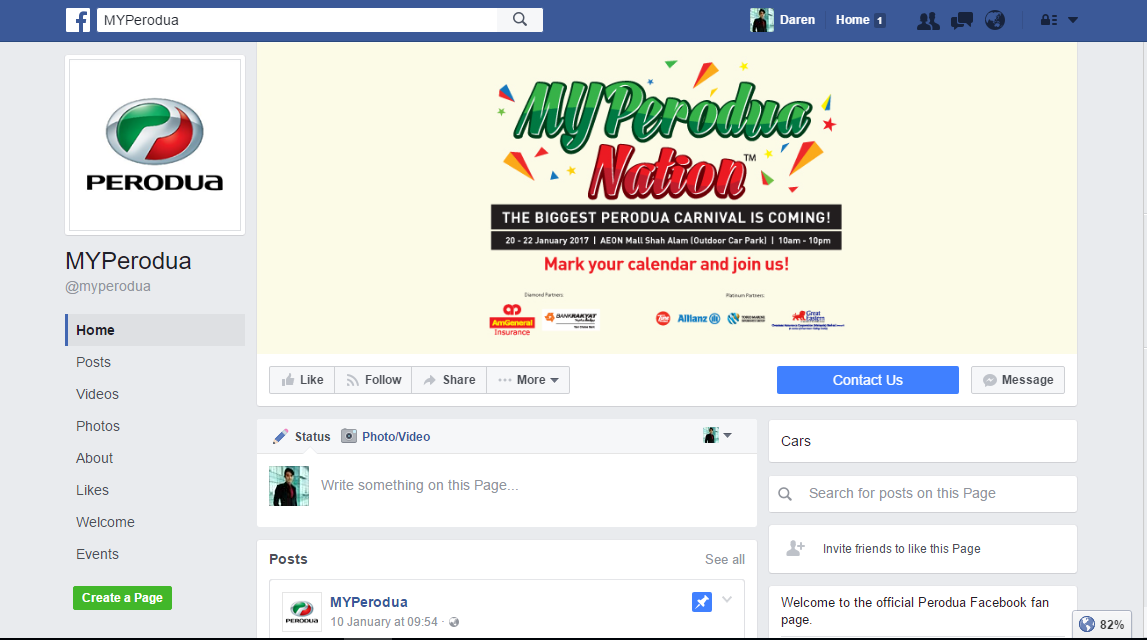 MYPerodua
Daren
Home 1
PERODUA
MYPerodua
@myperodua
Home
Posts
Videos
Photos
About
Likes
Welcome
Events
Create a Page
MYPerodua
Nation™
THE BIGGEST PERODUA CARNIVAL IS COMING!
20 - 22 January 2017 | AEON Mall Shah Alam (Outdoor Car Park) | 10am - 10pm
Mark your calendar and join us!
Diamond Partners:
Platinum Partners:
AmGeneral
Insurance
BANK RAKYAT
Allianz
Great
Eastern
Like
Follow
Share
More
Contact Us
Message
Status
Photo/Video
Write something on this Page...
Posts
See all
PERODUA
MYPerodua
10 January at 09:54 ·
Cars
Search for posts on this Page
Invite friends to like this Page
Welcome to the official Perodua Facebook fan
page.
82%